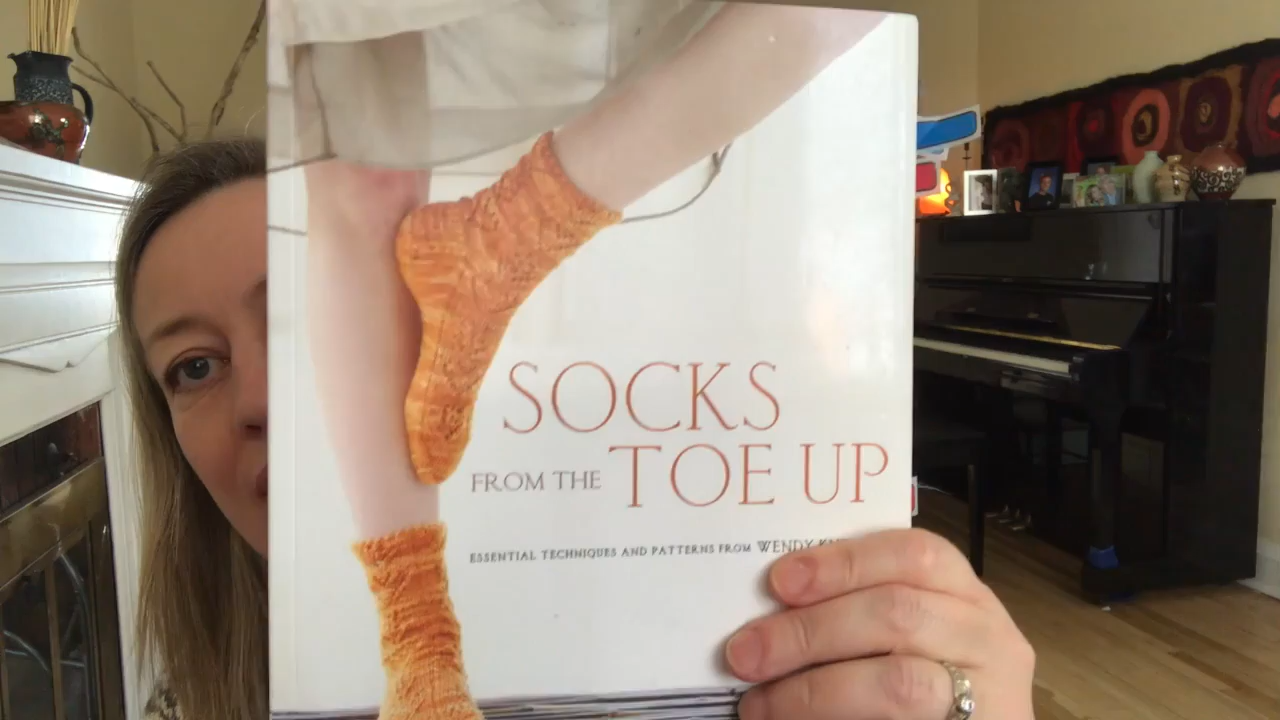 SOCKS
FROM THE TOE UP
ESSENTIAL TECHNIQUES AND PATTERNS FROM WENDY